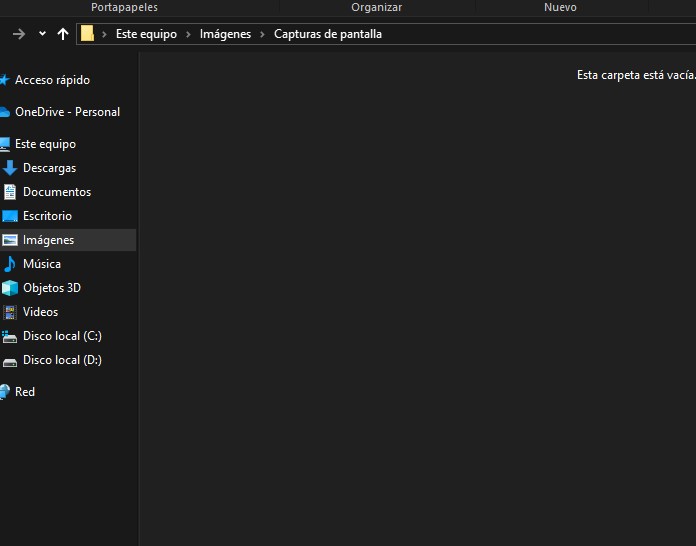 Portapapeles Organizar Nuevo
Este equipo Imágenes Capturas de pantalla
Esta carpeta está vacía.
Acceso rápido
OneDrive - Personal
Este equipo
Descargas
Documentos
Escritorio
Imágenes
Música
Objetos 3D
Videos
Disco local (C:)
Disco local (D:)
Red